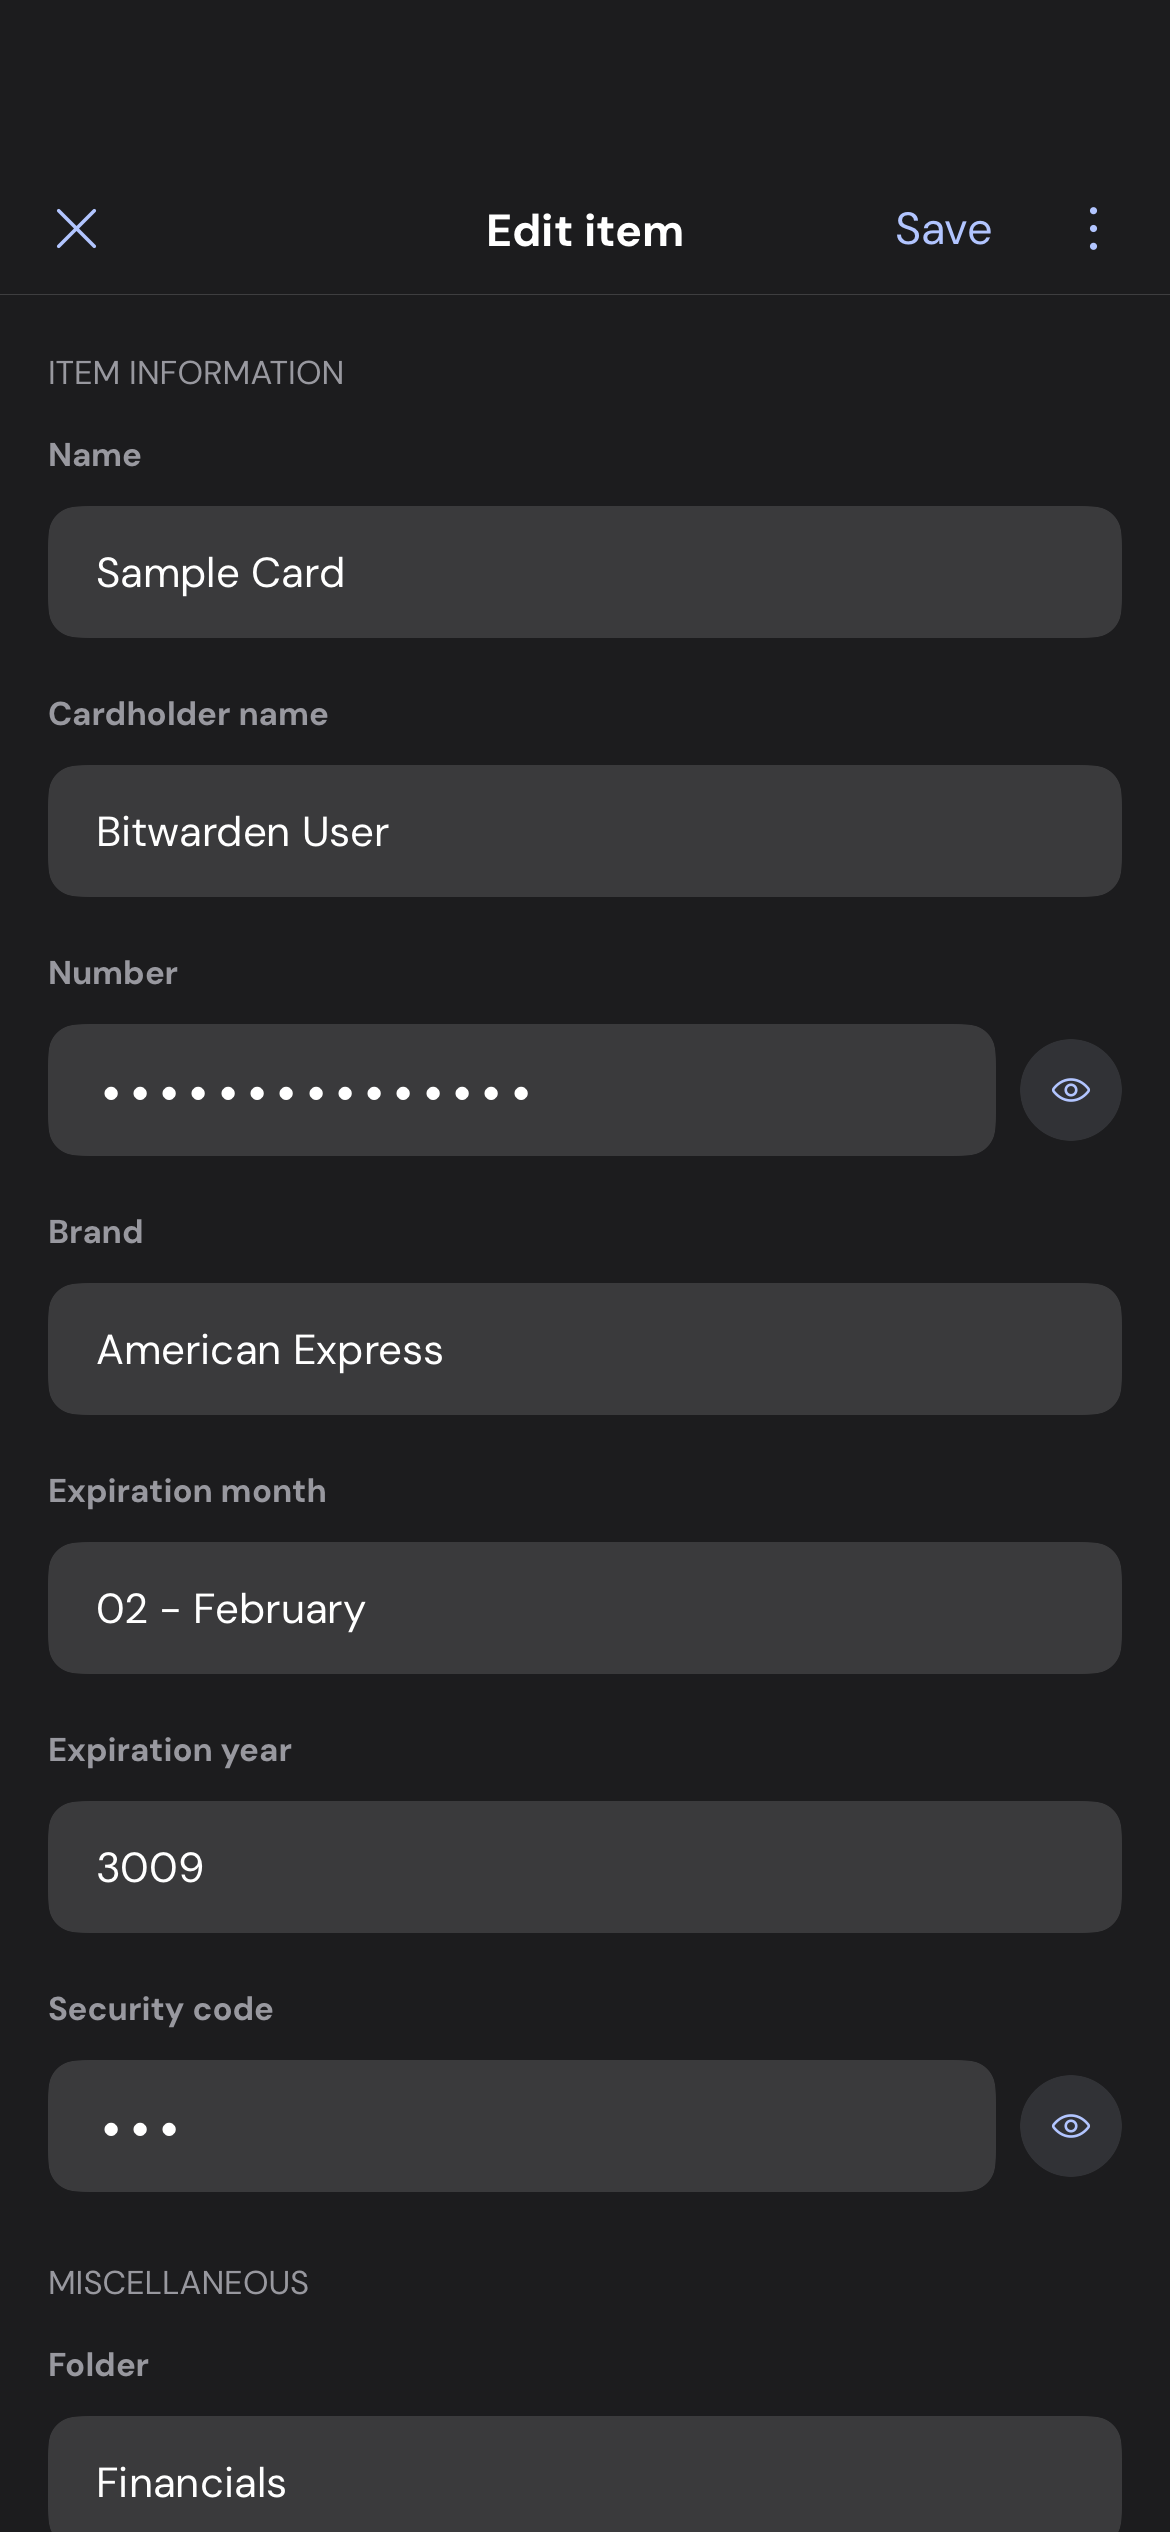 Edit item
Save
ITEM INFORMATION
Name
Sample Card
Cardholder name
Bitwarden User
Number
•••••••••••••••
Brand
American Express
Expiration month
02 - February
Expiration year
3009
Security code
•••
MISCELLANEOUS
Folder
Financials